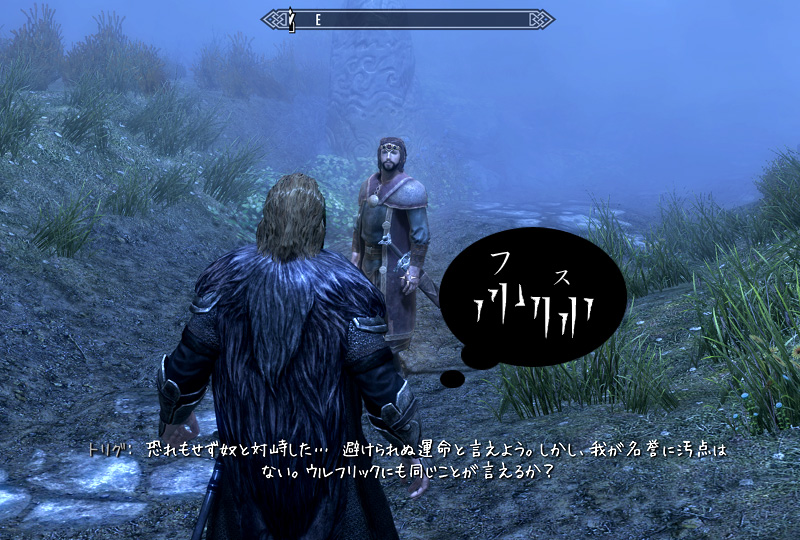 E
フ
ス
トリグ: 恐れもせず奴と対峙した… 避けられぬ運命と言えよう。しかし、我が名誉に汚点は
ない。ウルフリックにも同じことが言えるか?